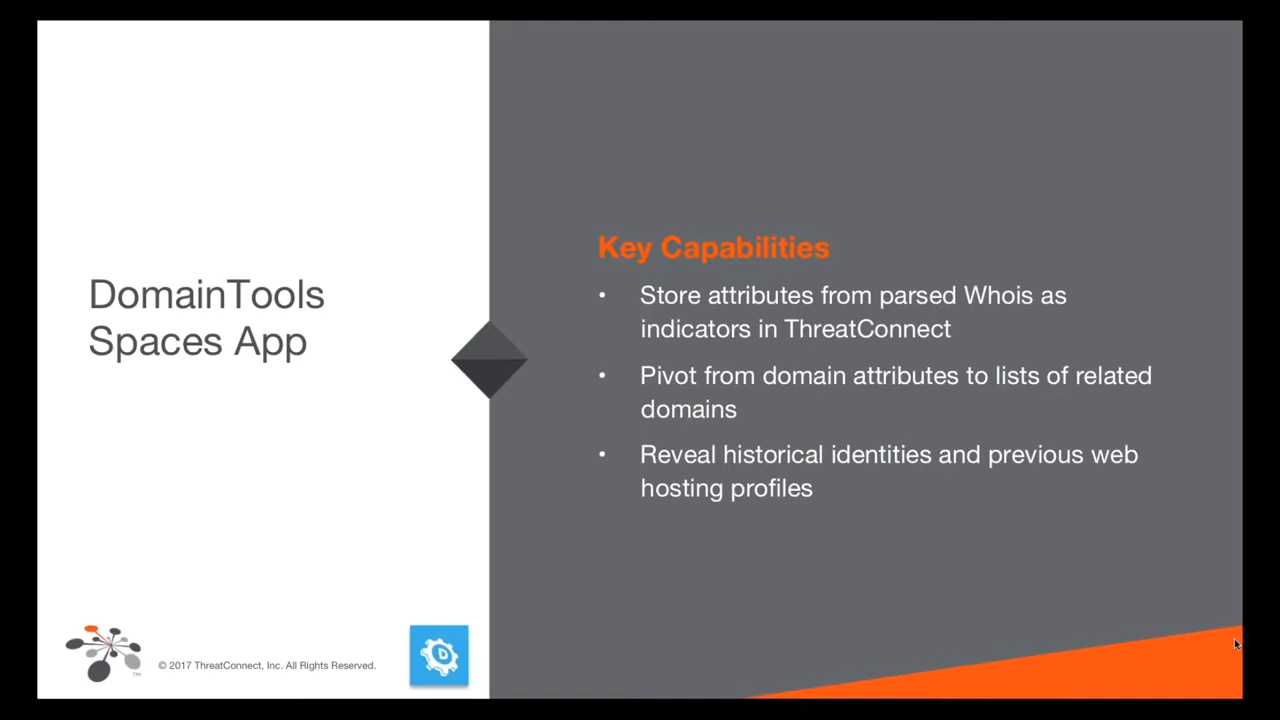 DomainTools
Spaces App
Key Capabilities
• Store attributes from parsed Whois as
indicators in ThreatConnect
• Pivot from domain attributes to lists of related
domains
• Reveal historical identities and previous web
hosting profiles
TM
© 2017 ThreatConnect, Inc. All Rights Reserved.
D